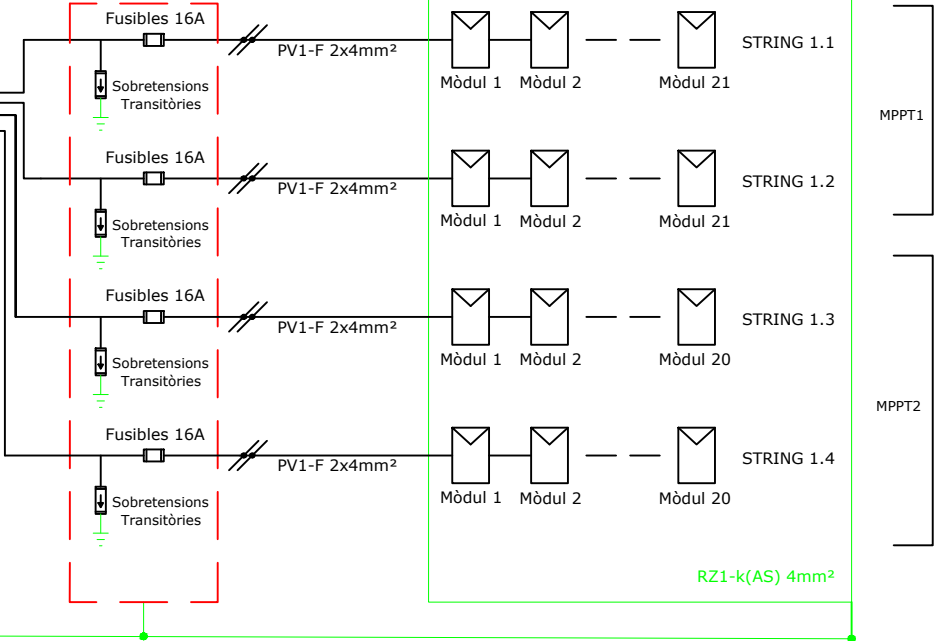 Fusibles 16A
PV1-F 2x4mm²
Sobretensions
Transitòries
Mòdul 1
Mòdul 2
Mòdul 21
STRING 1.1
MPPT1
Fusibles 16A
PV1-F 2x4mm²
Sobretensions
Transitòries
Mòdul 1
Mòdul 2
Mòdul 21
STRING 1.2
Fusibles 16A
PV1-F 2x4mm²
Sobretensions
Transitòries
Mòdul 1
Mòdul 2
Mòdul 20
STRING 1.3
MPPT2
Fusibles 16A
PV1-F 2x4mm²
Sobretensions
Transitòries
Mòdul 1
Mòdul 2
Mòdul 20
STRING 1.4
RZ1-k(AS) 4mm²